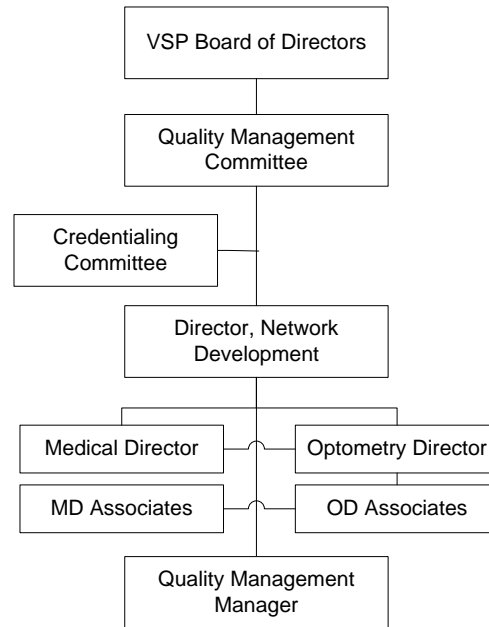 VSP Board of Directors
Quality Management
Committee
Credentialing
Committee
Director, Network
Development
Medical Director
Optometry Director
MD Associates
OD Associates
Quality Management
Manager